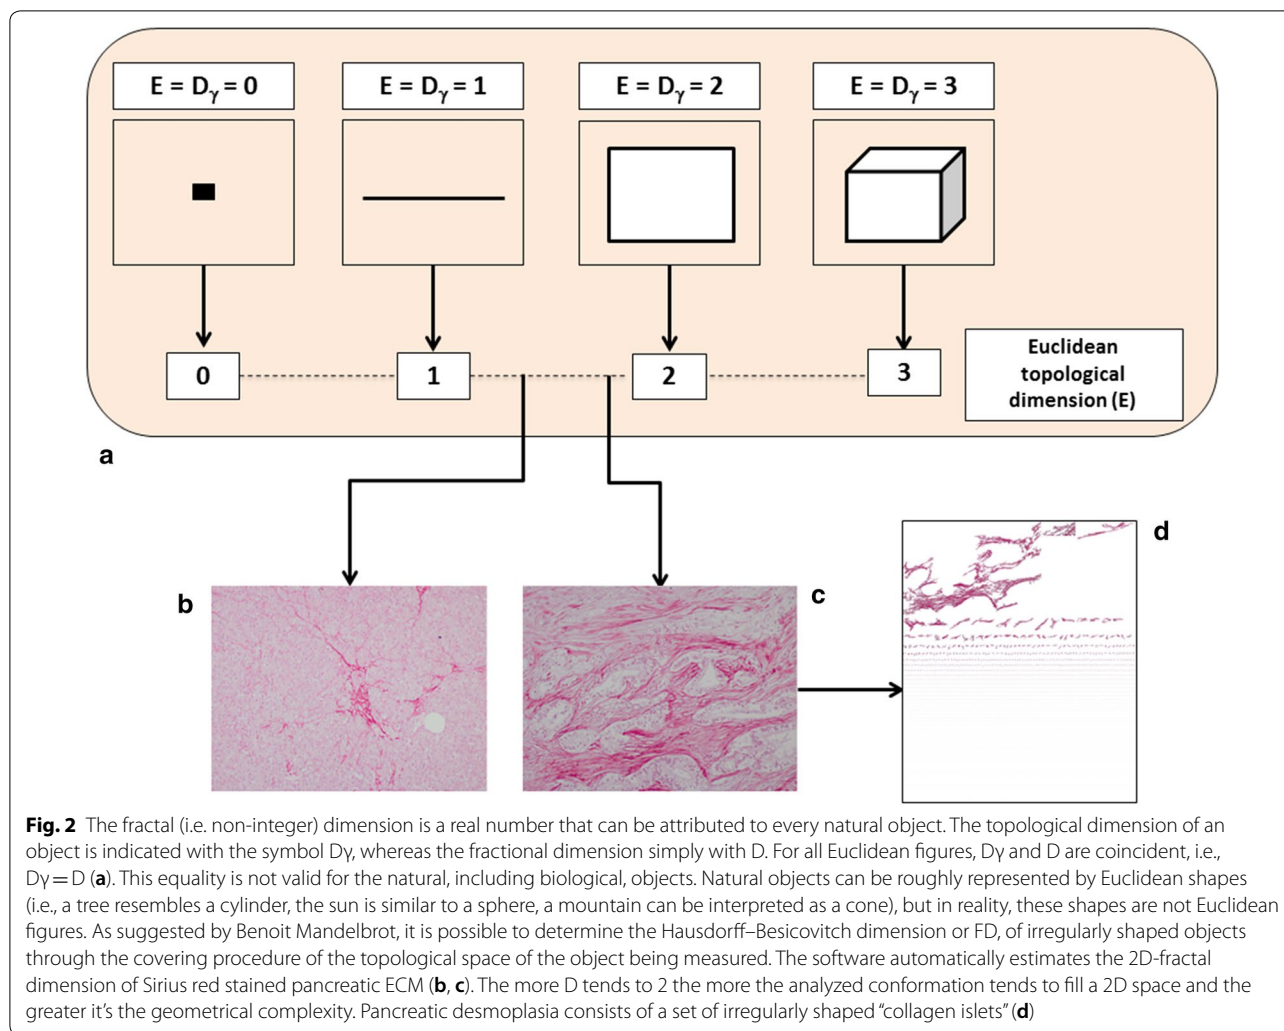 E = Dγ = 0
E = Dγ = 1
E = Dγ = 2
E = Dγ = 3
0
1
2
3
Euclidean
topological
dimension (E)
a
b
c
d
Fig. 2 The fractal (i.e. non-integer) dimension is a real number that can be attributed to every natural object. The topological dimension of an
object is indicated with the symbol Dγ, whereas the fractional dimension simply with D. For all Euclidean figures, Dγ and D are coincident, i.e.,
Dγ = D (a). This equality is not valid for the natural, including biological, objects. Natural objects can be roughly represented by Euclidean shapes
(i.e., a tree resembles a cylinder, the sun is similar to a sphere, a mountain can be interpreted as a cone), but in reality, these shapes are not Euclidean
figures. As suggested by Benoit Mandelbrot, it is possible to determine the Hausdorff–Besicovitch dimension or FD, of irregularly shaped objects
through the covering procedure of the topological space of the object being measured. The software automatically estimates the 2D-fractal
dimension of Sirius red stained pancreatic ECM (b, c). The more D tends to 2 the more the analyzed conformation tends to fill a 2D space and the
greater it's the geometrical complexity. Pancreatic desmoplasia consists of a set of irregularly shaped "collagen islets" (d)